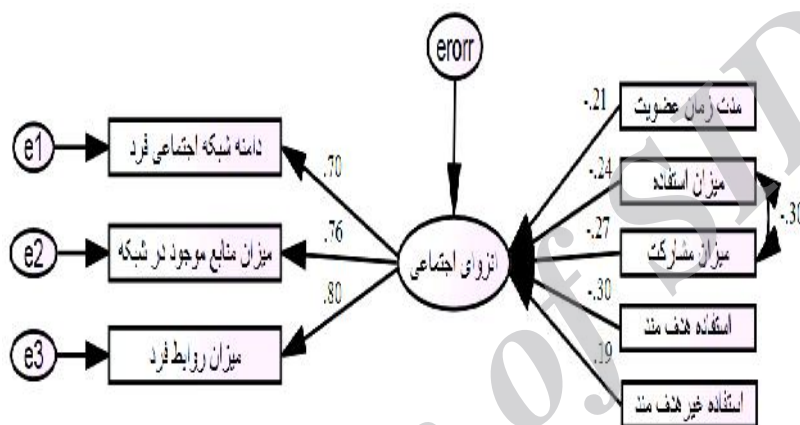 erorr
e1
دامنه شبکه اجتماعی فرد
.70
-.21
مدت زمان عضویت
-.24
میزان استفاده
-.30
e2
میزان منابع موجود در شبکه
.76
انزوای اجتماعی
-.27
میزان مشارکت
-.30
استفاده هدف مند
e3
میزان روابط فرد
.80
.19
استفاده غیر هدف مند
of SID